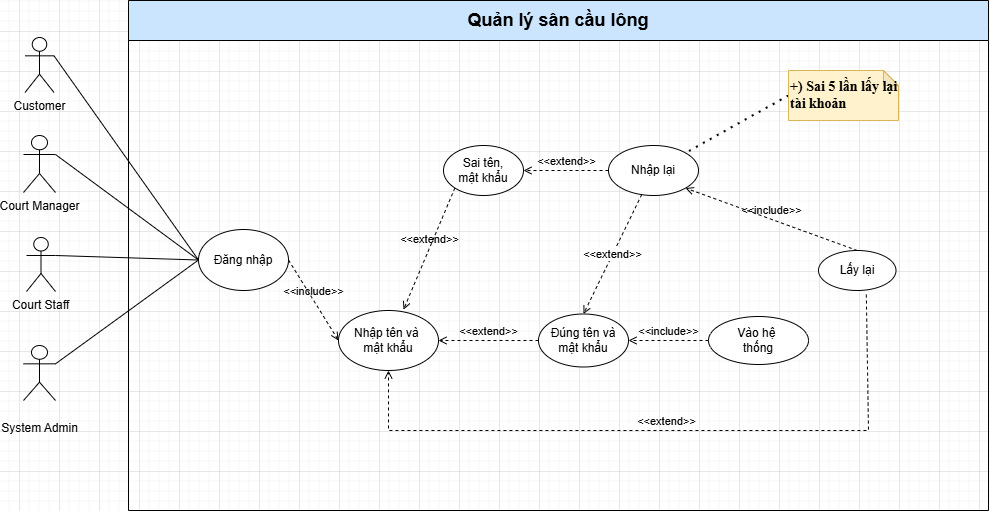 Quản lý sân cầu lông
Customer
+) Sai 5 lần lấy lại
tài khoản
Sai tên,
mật khẩu
<<extend>>
Nhập lại
Court Manager
<<include>>
<<extend>>
<<extend>>
Đăng nhập
Lấy lại
<<include>>
Court Staff
Nhập tên và
mật khẩu
<<extend>>
Đúng tên và
mật khẩu
<<include>>
Vào hệ
thống
System Admin
<<extend>>